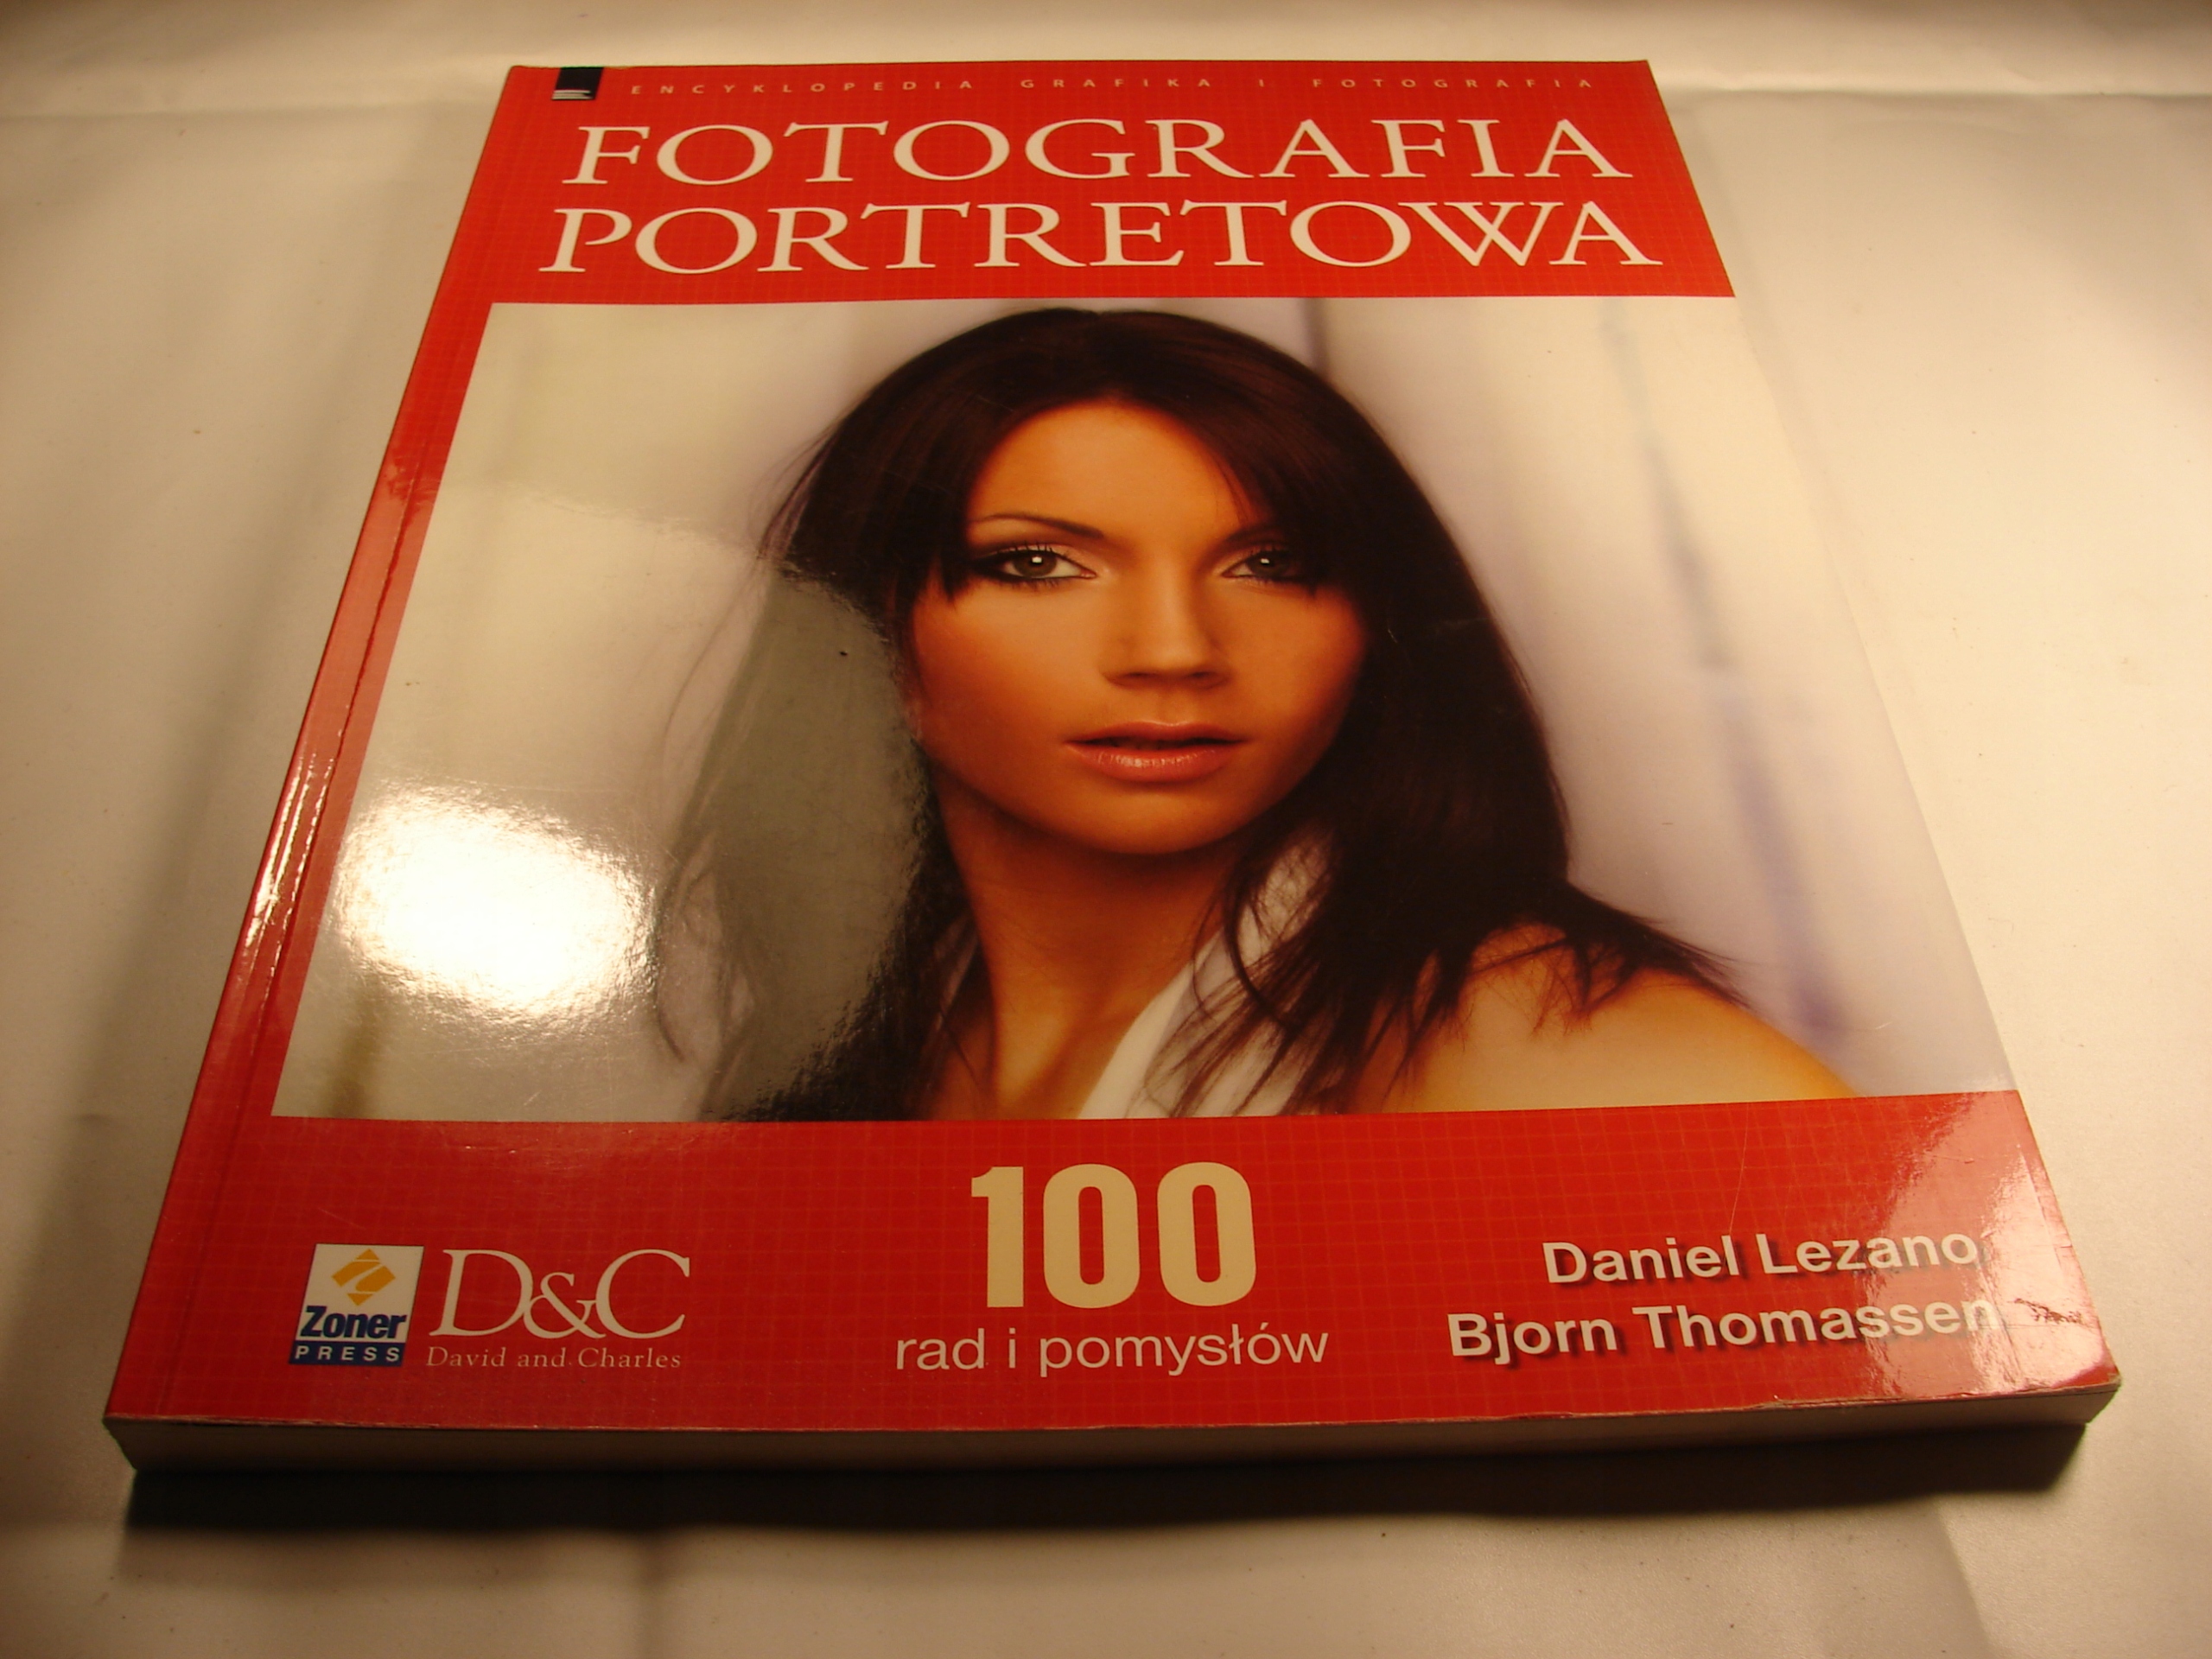 ENCYKLOPEDIA GRAFIKA I FOTOGRAFIA
FOTOGRAFIA
PORTRETOWA
100
rad i pomysłów
Zoner
PRESS
D&C
David and Charles
Daniel Lezano
Bjorn Thomassen